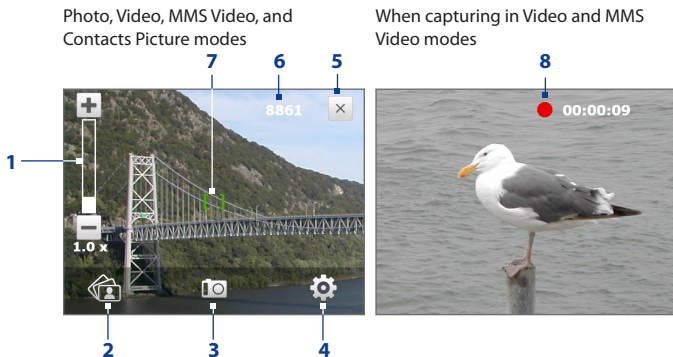 Photo, Video, MMS Video, and
Contacts Picture modes
When capturing in Video and MMS
Video modes
7
6
5
8
8861
00:00:09
1
1.0 x
2
3
4